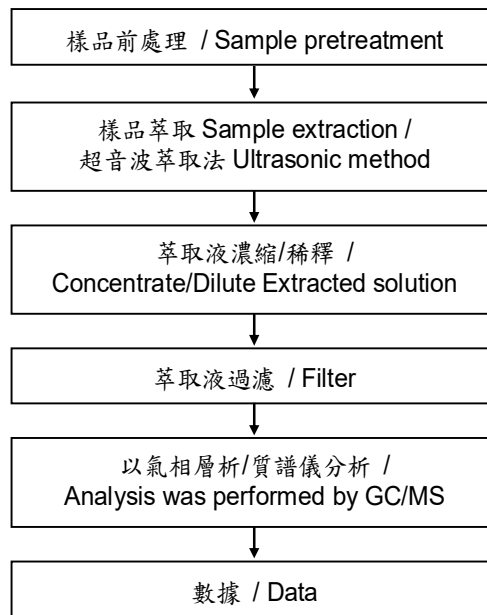 樣品前處理 / Sample pretreatment
樣品萃取 Sample extraction /
超音波萃取法 Ultrasonic method
萃取液濃縮/稀釋 /
Concentrate/Dilute Extracted solution
萃取液過濾 / Filter
以氣相層析/質譜儀分析 /
Analysis was performed by GC/MS
數據 / Data